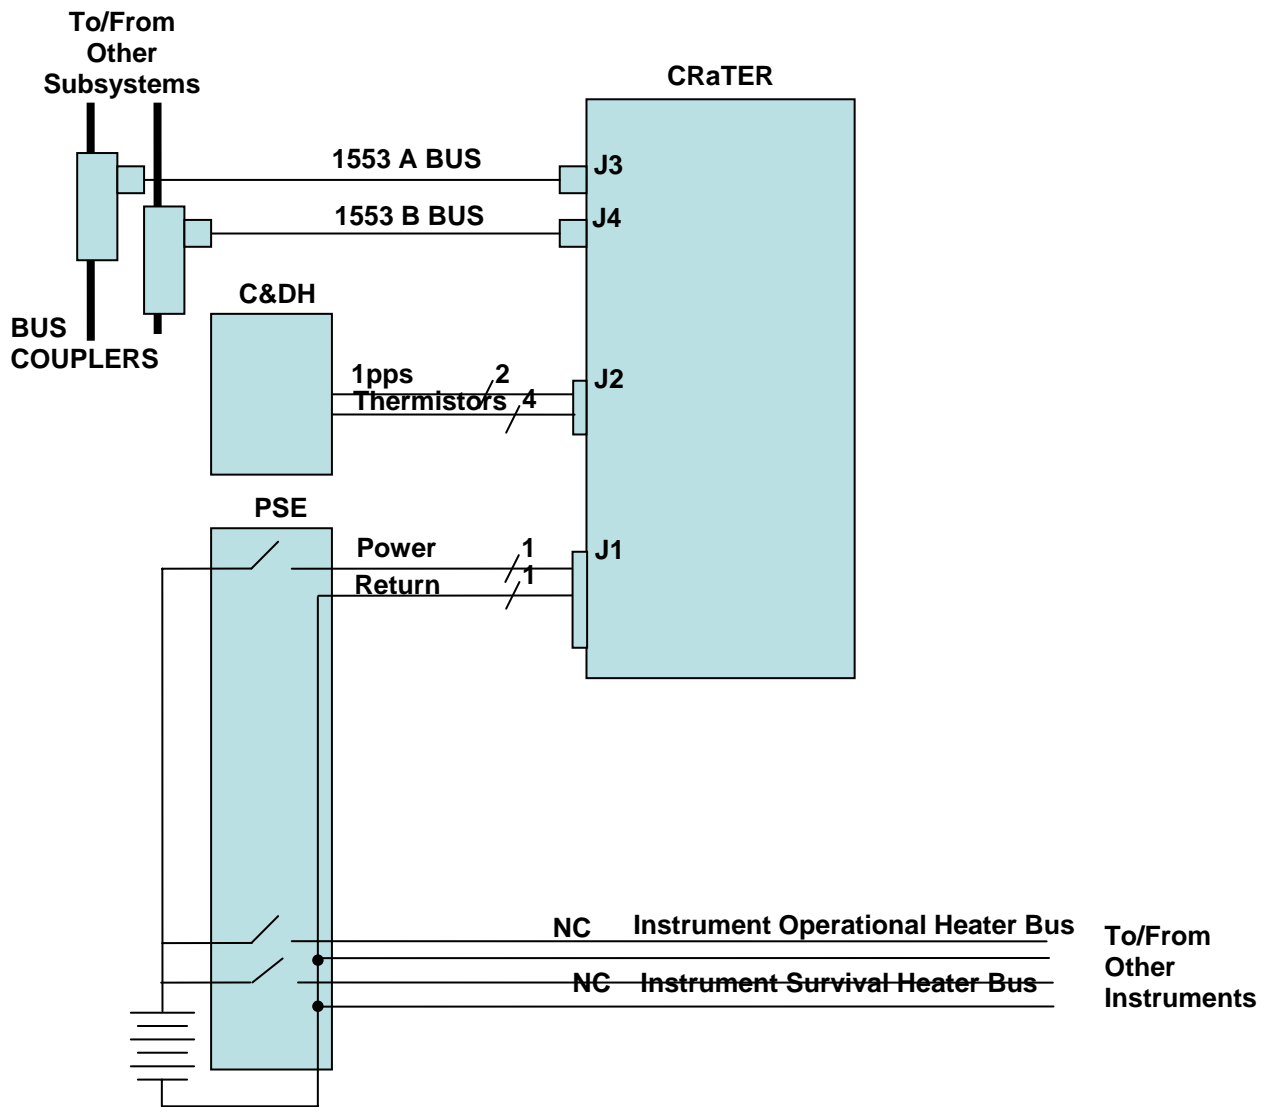 To/From
Other
Subsystems
CRaTER
1553 A BUS
J3
1553 B BUS
J4
C&DH
BUS
COUPLERS
1pps 2
J2
Thermistors 4
PSE
Power 1
J1
Return 1
NC Instrument Operational Heater Bus
NC Instrument Survival Heater Bus
To/From
Other
Instruments